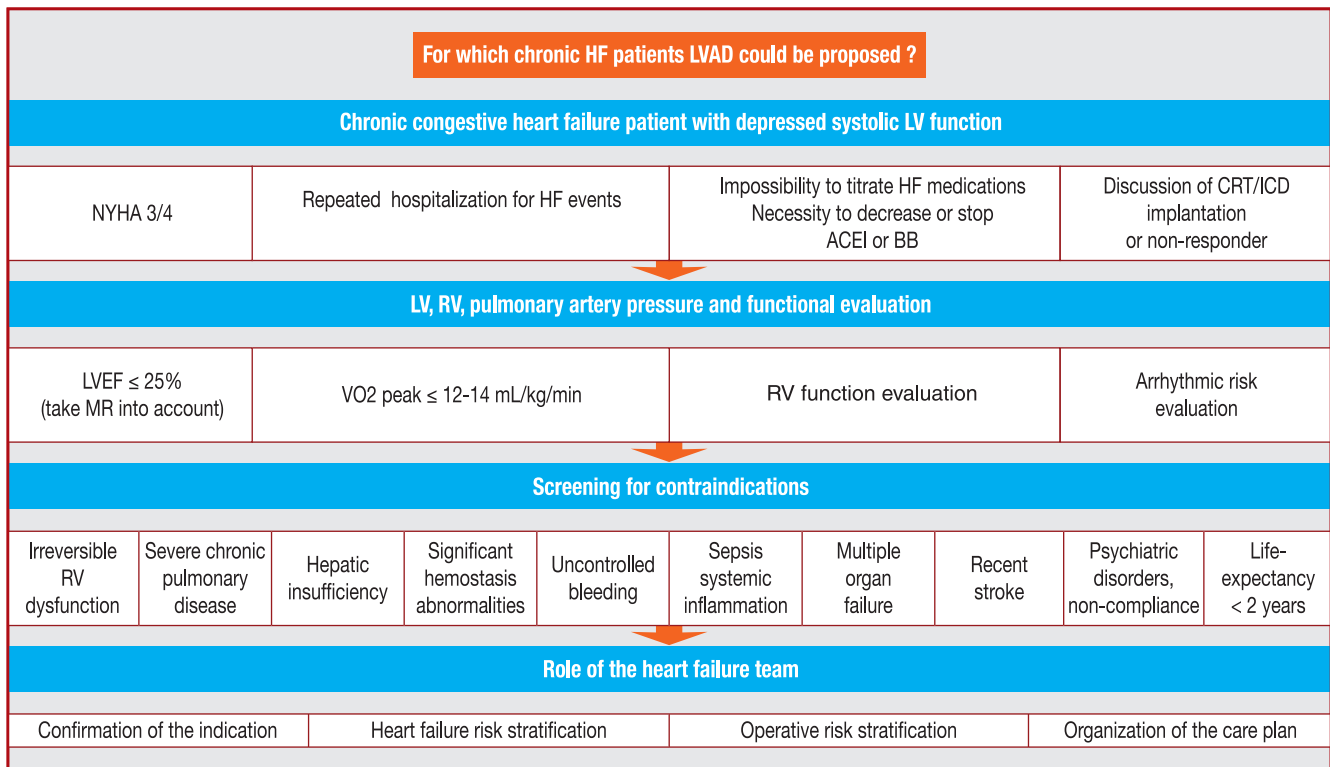 For which chronic HF patients LVAD could be proposed ?
Chronic congestive heart failure patient with depressed systolic LV function
NYHA 3/4
Repeated hospitalization for HF events
Impossibility to titrate HF medications
Necessity to decrease or stop
ACEI or BB
Discussion of CRT/ICD
implantation
or non-responder
LV, RV, pulmonary artery pressure and functional evaluation
LVEF ≤ 25%
(take MR into account)
VO2 peak ≤ 12-14 mL/kg/min
RV function evaluation
Arrhythmic risk
evaluation
Screening for contraindications
Irreversible
RV
dysfunction
Severe chronic
pulmonary
disease
Hepatic
insufficiency
Significant
hemostasis
abnormalities
Uncontrolled
bleeding
Sepsis
systemic
inflammation
Multiple
organ
failure
Recent
stroke
Psychiatric
disorders,
non-compliance
Life-
expectancy
< 2 years
Role of the heart failure team
Confirmation of the indication
Heart failure risk stratification
Operative risk stratification
Organization of the care plan